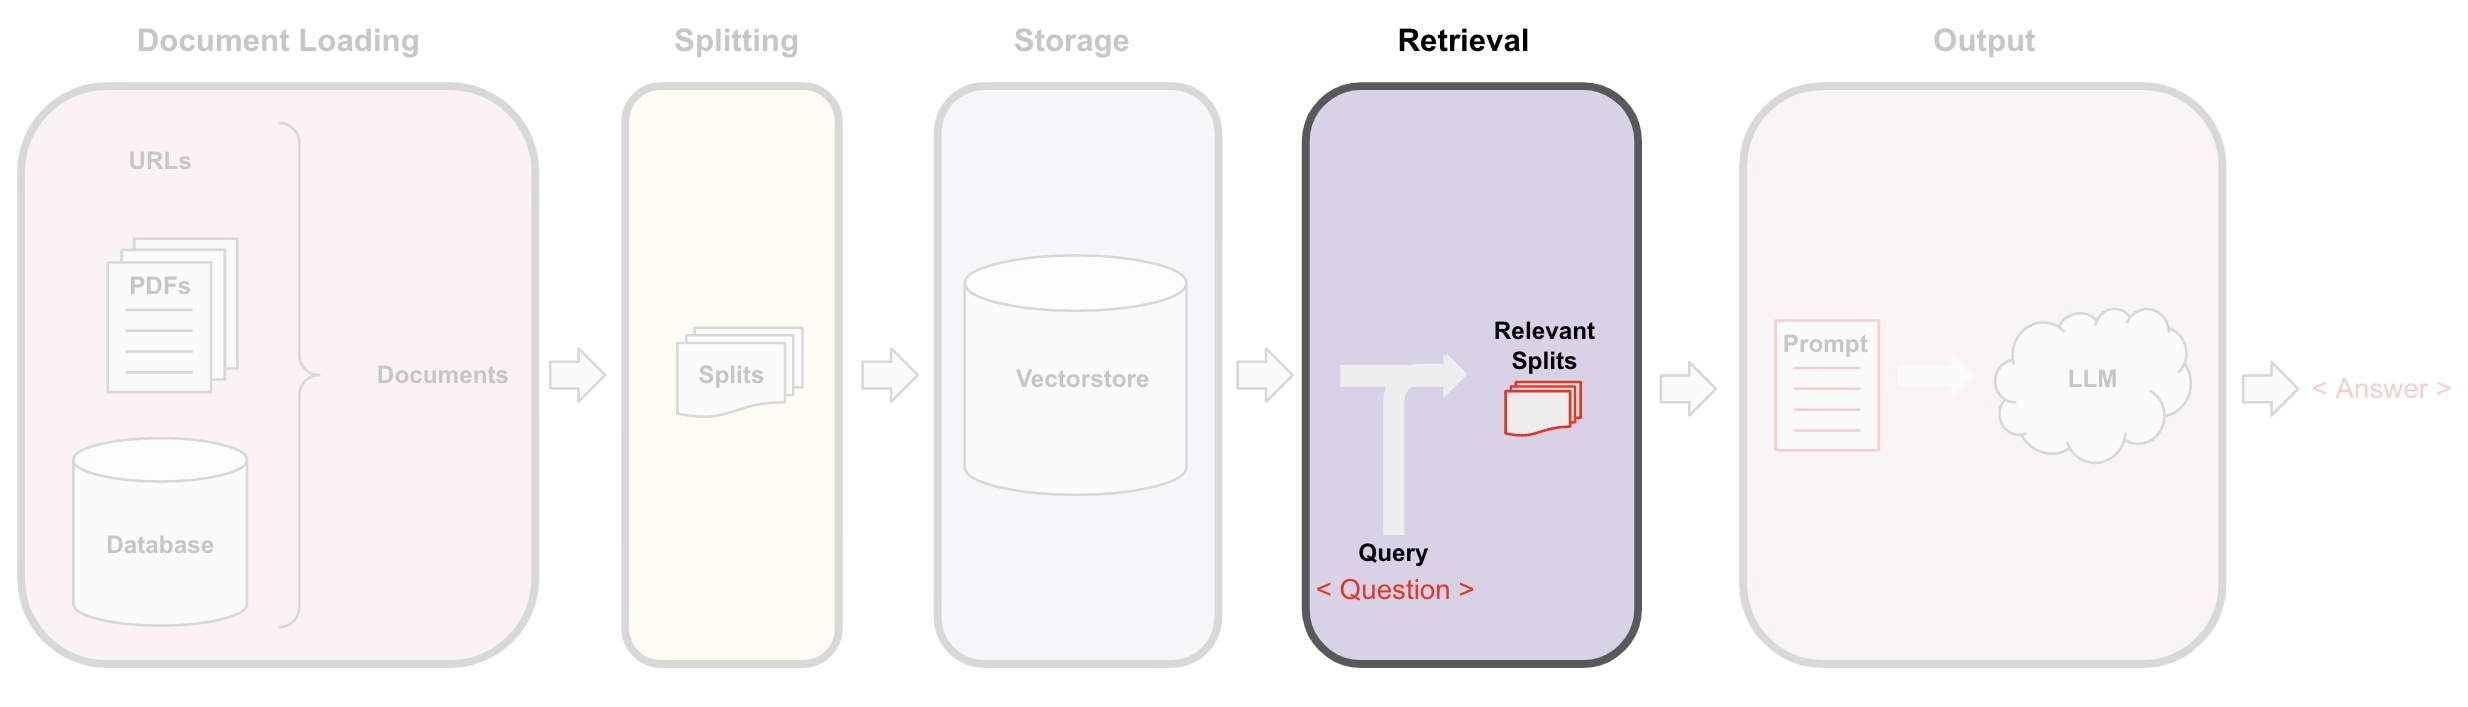 Document Loading
Splitting
Storage
Retrieval
Output
URLs
PDFs
Database
Documents
Splits
Vectorstore
Relevant
Splits
Query
< Question >
Prompt
LLM
< Answer >